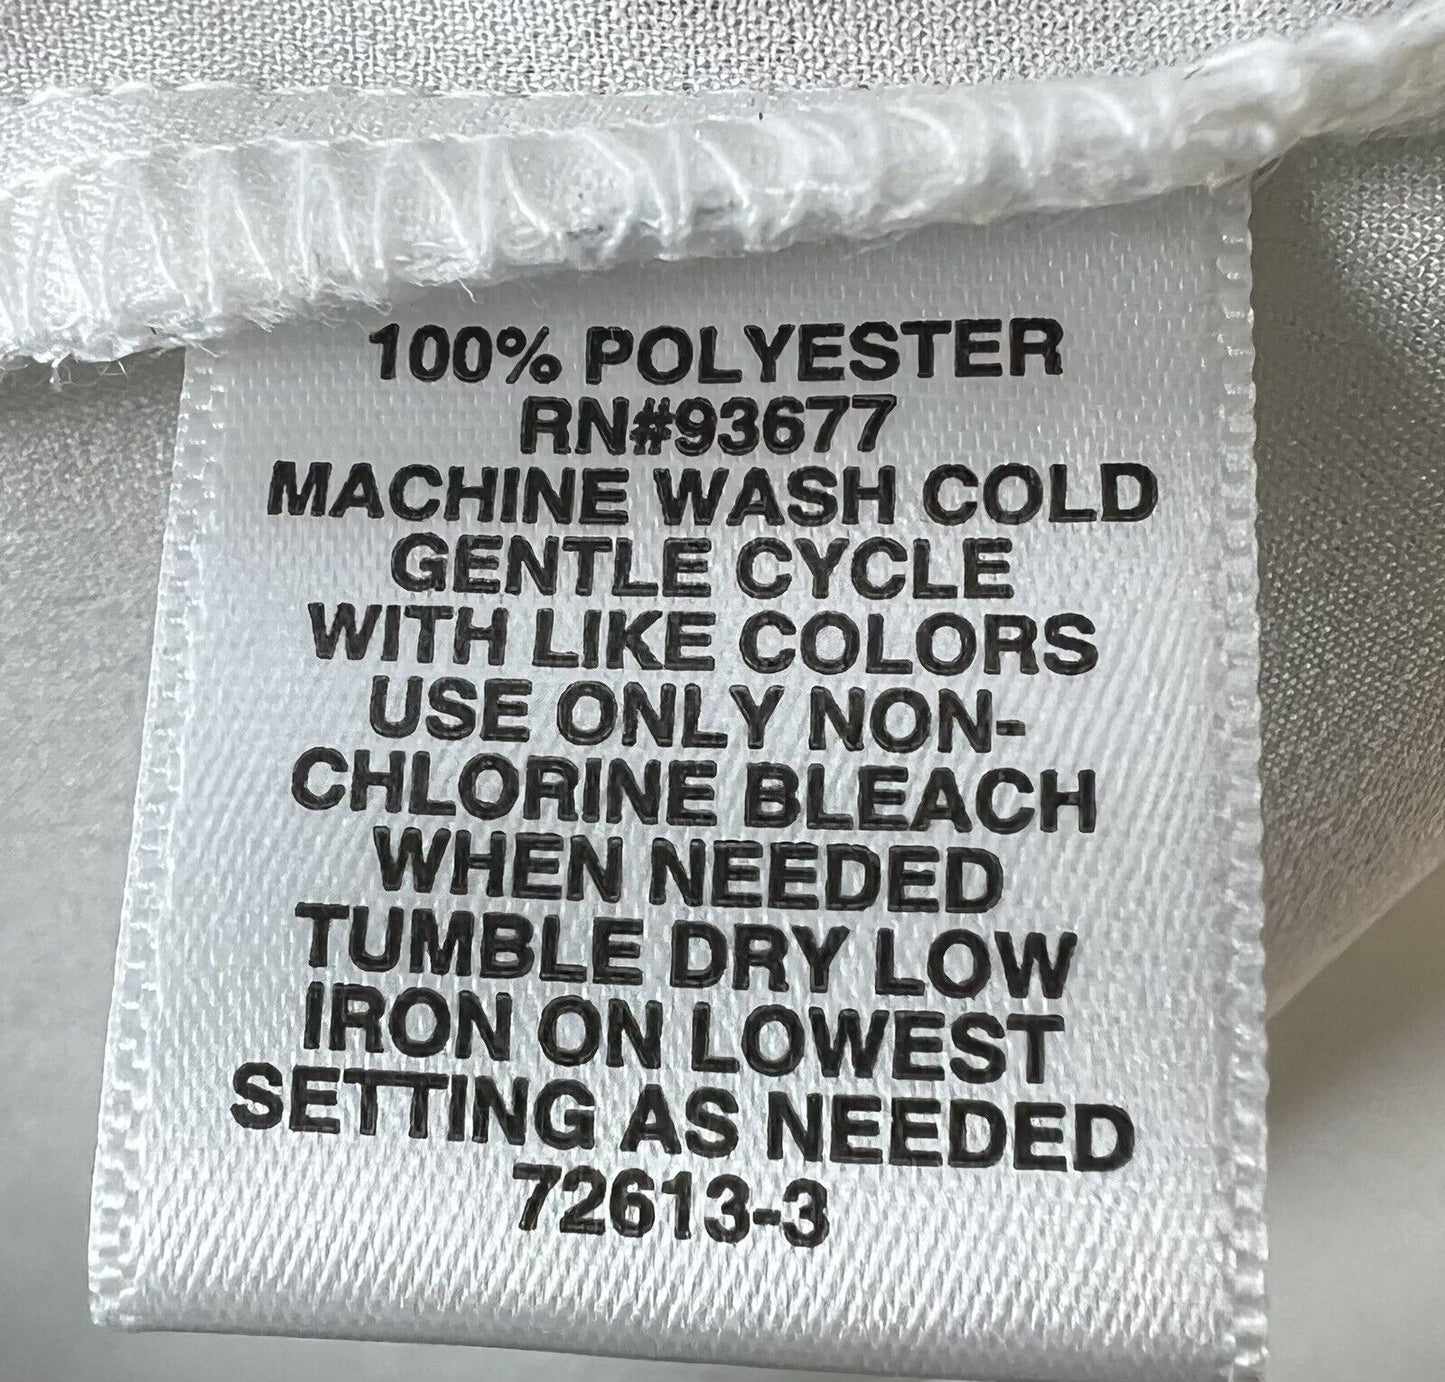 100% POLYESTER
RN#93677
MACHINE WASH COLD
GENTLE CYCLE
WITH LIKE COLORS
USE ONLY NON-
CHLORINE BLEACH
WHEN NEEDED
TUMBLE DRY LOW
IRON ON LOWEST
SETTING AS NEEDED
72613-3